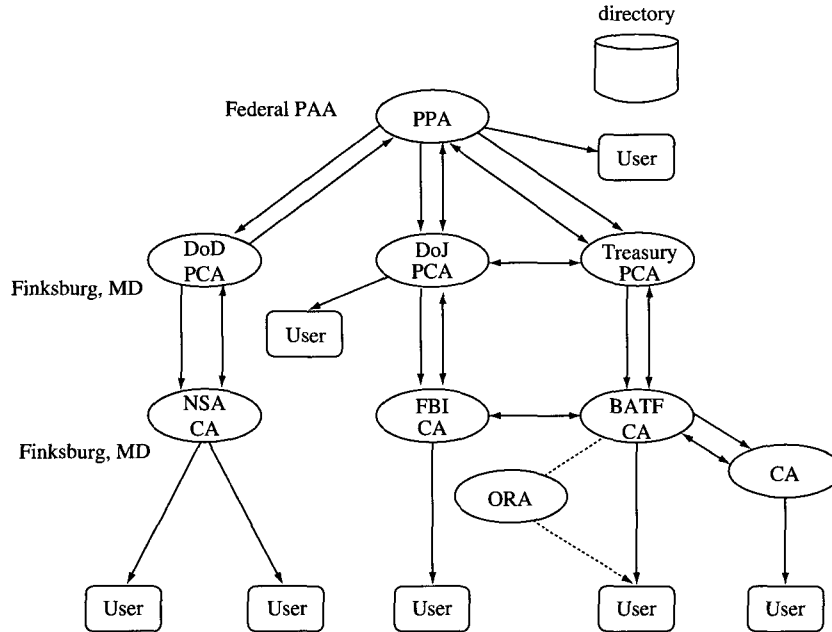 directory
Federal PAA
PPA
User
DoD
PCA
DoJ
PCA
Treasury
PCA
Finksburg, MD
User
NSA
CA
FBI
CA
BATF
CA
Finksburg, MD
CA
ORA
User
User
User
User
User